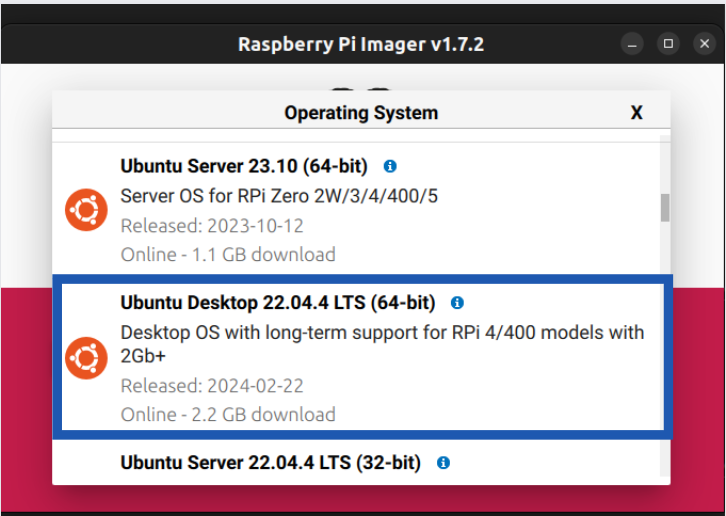 Raspberry Pi Imager v1.7.2
Operating System
X
Ubuntu Server 23.10 (64-bit)
Server OS for RPi Zero 2W/3/4/400/5
Released: 2023-10-12
Online - 1.1 GB download
Ubuntu Desktop 22.04.4 LTS (64-bit)
Desktop OS with long-term support for RPi 4/400 models with
2Gb+
Released: 2024-02-22
Online - 2.2 GB download
Ubuntu Server 22.04.4 LTS (32-bit)